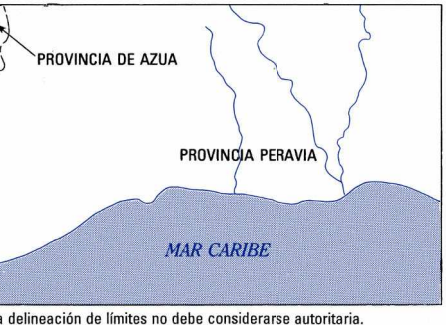 PROVINCIA DE AZUA
PROVINCIA PERAVIA
MAR CARIBE
delineación de límites no debe considerarse autoritaria.